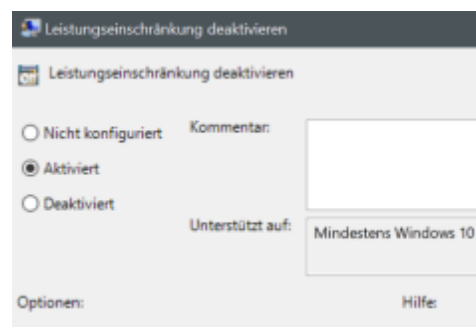 Leistungseinschränkung deaktivieren
Leistungseinschränkung deaktivieren
Nicht konfiguriert
Kommentar:
Aktiviert
Deaktiviert
Unterstützt auf:
Mindestens Windows 10
Optionen:
Hilfe: